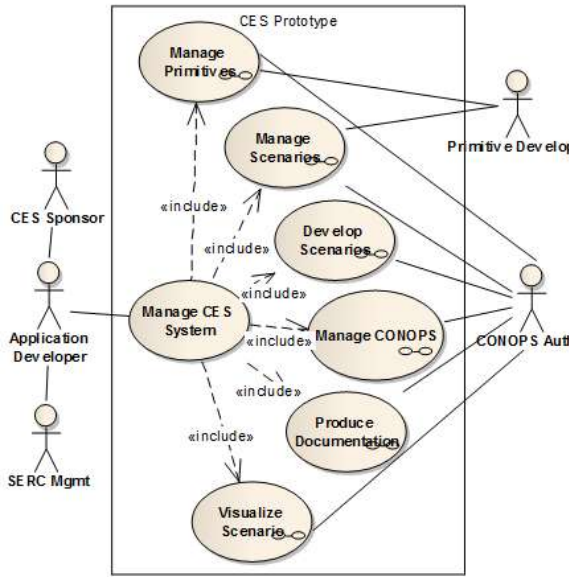 CES Prototype
Manage
Primitives
Manage
Scenarios
Primitive Develop
CES Sponsor
«include»
«include»
Develop
Scenarios
«include»
Manage CES
System
Application
Developer
Manage CONOPS
CONOPS Auth
«include»
«include»
Produce
Documentation
«include»
SERC Mgmt
Visualize
Scenario